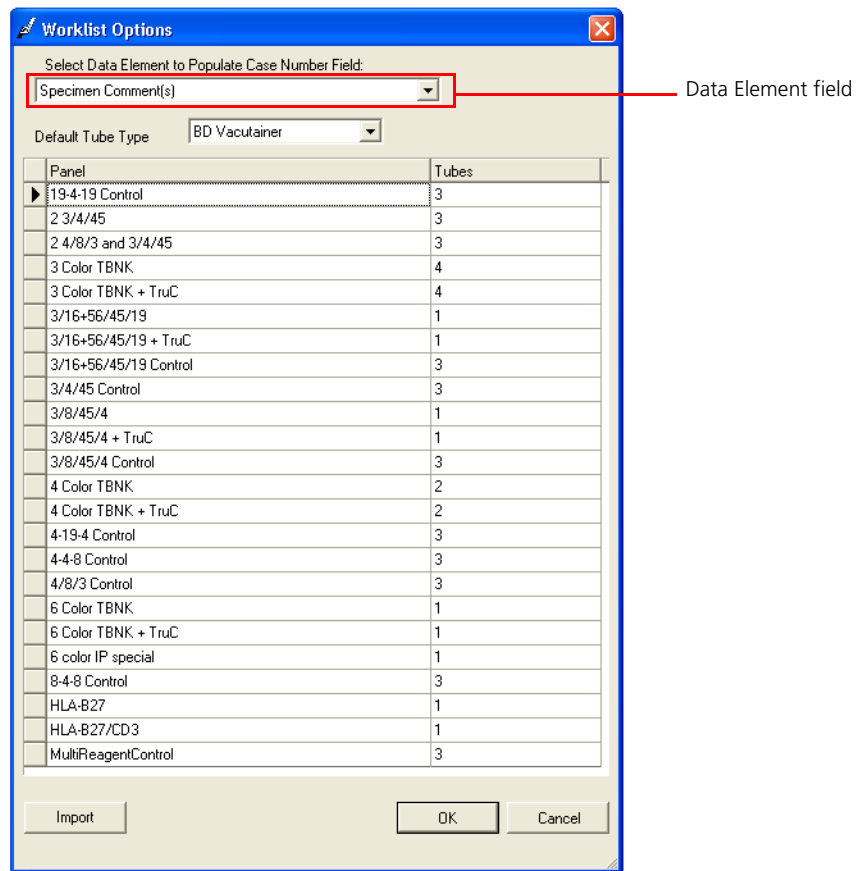 Worklist Options
Select Data Element to Populate Case Number Field:
Specimen Comment(s)
Data Element field
Default Tube Type BD Vacutainer
Panel Tubes
19-4-19 Control 3
2 3/4/45 3
2 4/8/3 and 3/4/45 3
3 Color TBNK 4
3 Color TBNK + TruC 4
3/16+56/45/19 1
3/16+56/45/19 + TruC 1
3/16+56/45/19 Control 3
3/4/45 Control 3
3/8/45/4 1
3/8/45/4 + TruC 1
3/8/45/4 Control 3
4 Color TBNK 2
4 Color TBNK + TruC 2
4-19-4 Control 3
4-4-8 Control 3
4/8/3 Control 3
6 Color TBNK 1
6 Color TBNK + TruC 1
6 color IP special 1
8-4-8 Control 3
HLA-B27 1
HLA-B27/CD3 1
MultiReagentControl 3
Import OK Cancel